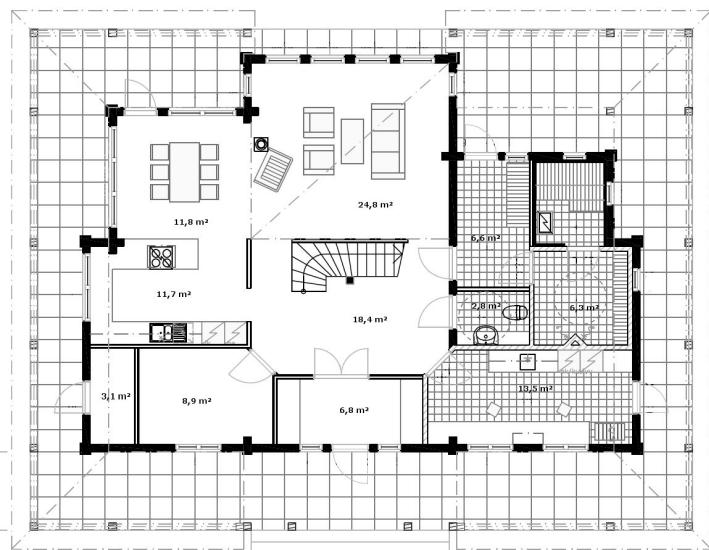 24,8 m²
11,8 m²
6,6 m²
11,7 m²
2,8 m²
6,3 m²
18,4 m²
13,5 m²
3,1 m²
8,9 m²
6,8 m²